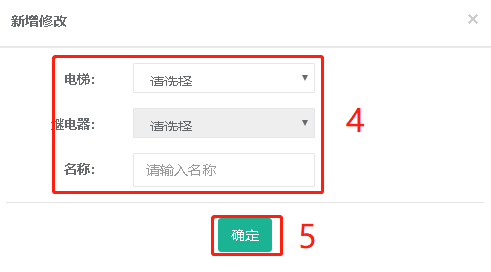 新增修改 ×
电梯： 请选择 ▼
4
继电器： 请选择 ▼
名称： 请输入名称
确定 5